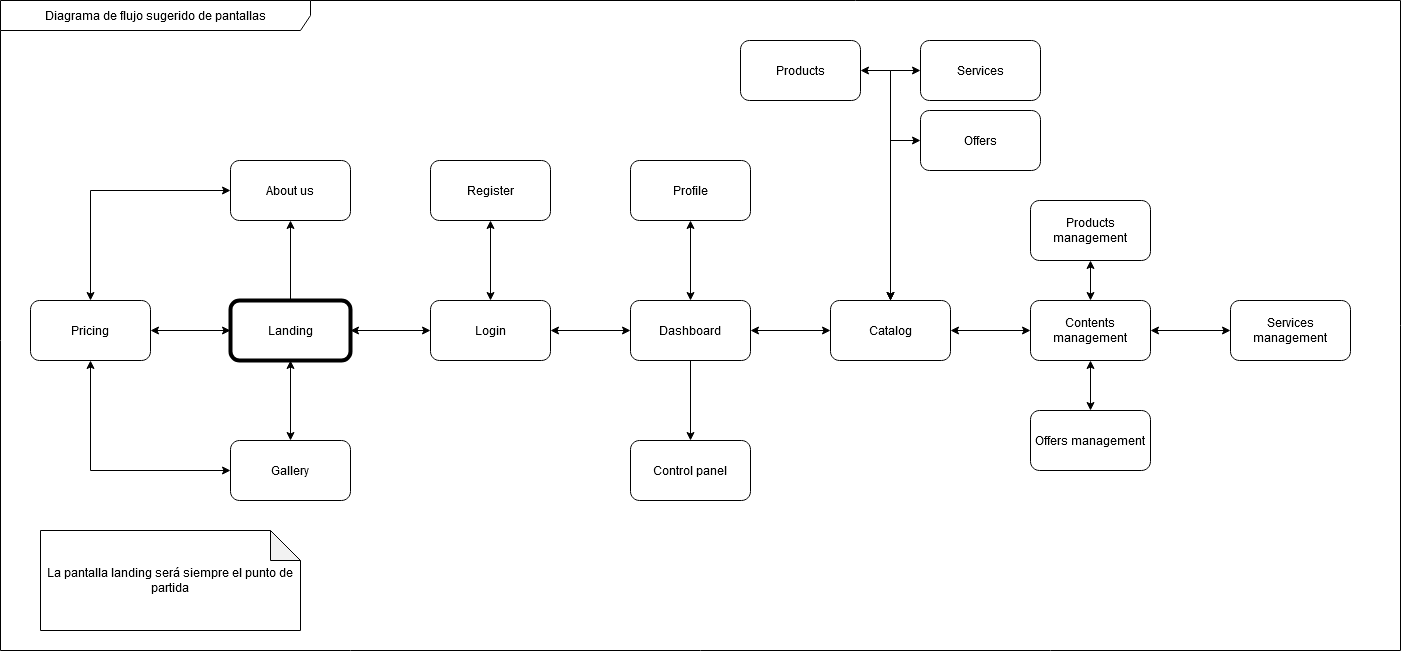 Diagrama de flujo sugerido de pantallas
Products
Services
Offers
About us
Register
Profile
Products
management
Pricing
Landing
Login
Dashboard
Catalog
Contents
management
Services
management
Gallery
Control panel
Offers management
La pantalla landing será siempre el punto de
partida